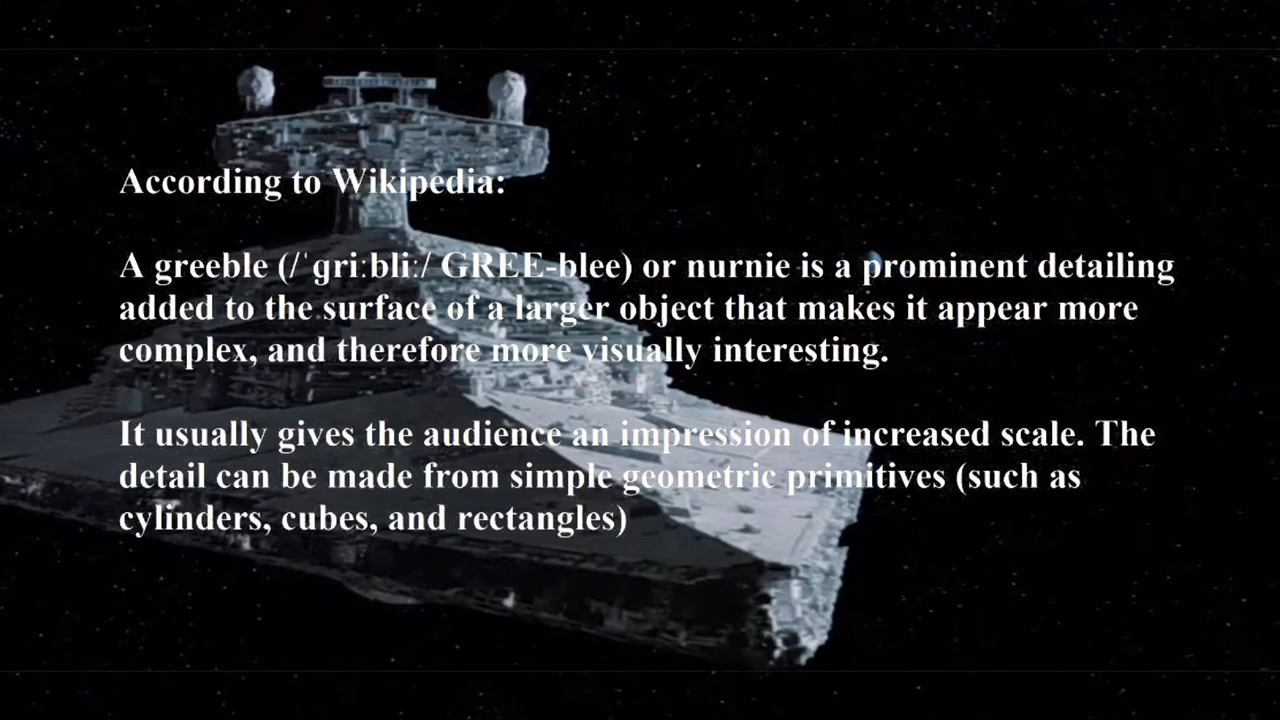 According to Wikipedia:
A greeble (/ˈɡriːbliː/ GREE-blee) or nurnie is a prominent detailing
added to the surface of a larger object that makes it appear more
complex, and therefore more visually interesting.
It usually gives the audience an impression of increased scale. The
detail can be made from simple geometric primitives (such as
cylinders, cubes, and rectangles)